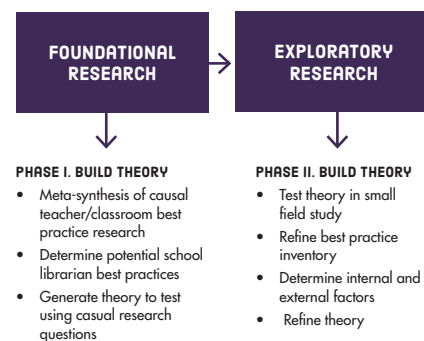 FOUNDATIONAL
RESEARCH
EXPLORATORY
RESEARCH
PHASE I. BUILD THEORY
• Meta-synthesis of causal
teacher/classroom best
practice research
• Determine potential school
librarian best practices
• Generate theory to test
using casual research
questions
PHASE II. BUILD THEORY
• Test theory in small
field study
• Refine best practice
inventory
• Determine internal and
external factors
• Refine theory